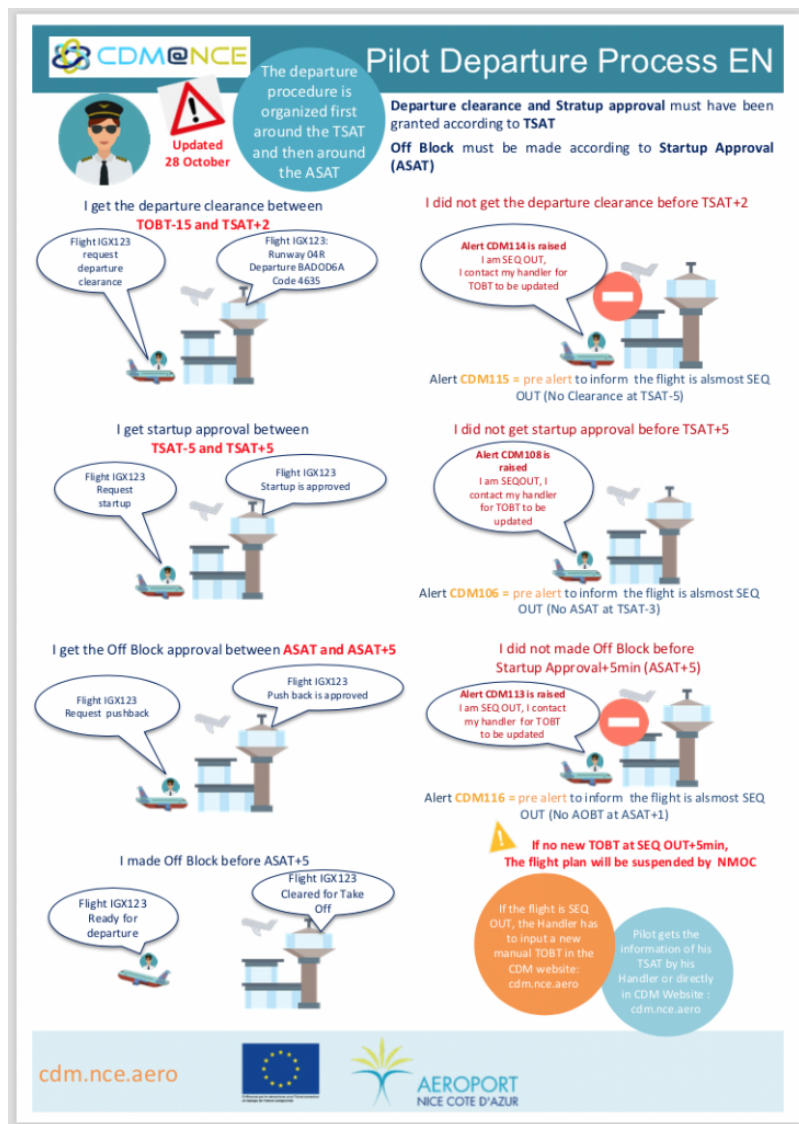 CDM@NCE
Pilot Departure Process EN
Updated
28 October
The departure
procedure is
organized first
around the TSAT
and then around
the ASAT
Departure clearance and Stratup approval must have been
granted according to TSAT
Off Block must be made according to Startup Approval
(ASAT)
I get the departure clearance between
TOBT-15 and TSAT+2
Flight IGX123
request
departure
clearance
Flight IGX123:
Runway 04R
Departure BADOD6A
Code 4635
I did not get the departure clearance before TSAT+2
Alert CDM114 is raised
I am SEQ OUT,
I contact my handler for
TOBT to be updated
Alert CDM115 = pre alert to inform the flight is alsmost SEQ
OUT (No Clearance at TSAT-5)
I get startup approval between
TSAT-5 and TSAT+5
Flight IGX123
Request
startup
Flight IGX123
Startup is approved
I did not get startup approval before TSAT+5
Alert CDM108 is
raised
I am SEQOUT, I
contact my handler
for TOBT to be
updated
Alert CDM106 = pre alert to inform the flight is alsmost SEQ
OUT (No ASAT at TSAT-3)
I get the Off Block approval between ASAT and ASAT+5
Flight IGX123
Request pushback
Flight IGX123
Push back is approved
I did not made Off Block before
Startup Approval+5min (ASAT+5)
Alert CDM113 is raised
I am SEQ OUT, I contact
my handler for TOBT
to be updated
Alert CDM116 = pre alert to inform the flight is alsmost SEQ
OUT (No AOBT at ASAT+1)
I made Off Block before ASAT+5
Flight IGX123
Ready for
departure
Flight IGX123
Cleared for Take
Off
If no new TOBT at SEQ OUT+5min,
The flight plan will be suspended by NMOC
If the flight is SEQ
OUT, the Handler has
to input a new
manual TOBT in the
CDM website:
cdm.nce.aero
Pilot gets the
information of his
TSAT by his
Handler or directly
in CDM Website :
cdm.nce.aero
cdm.nce.aero
AEROPORT
NICE COTE D'AZUR